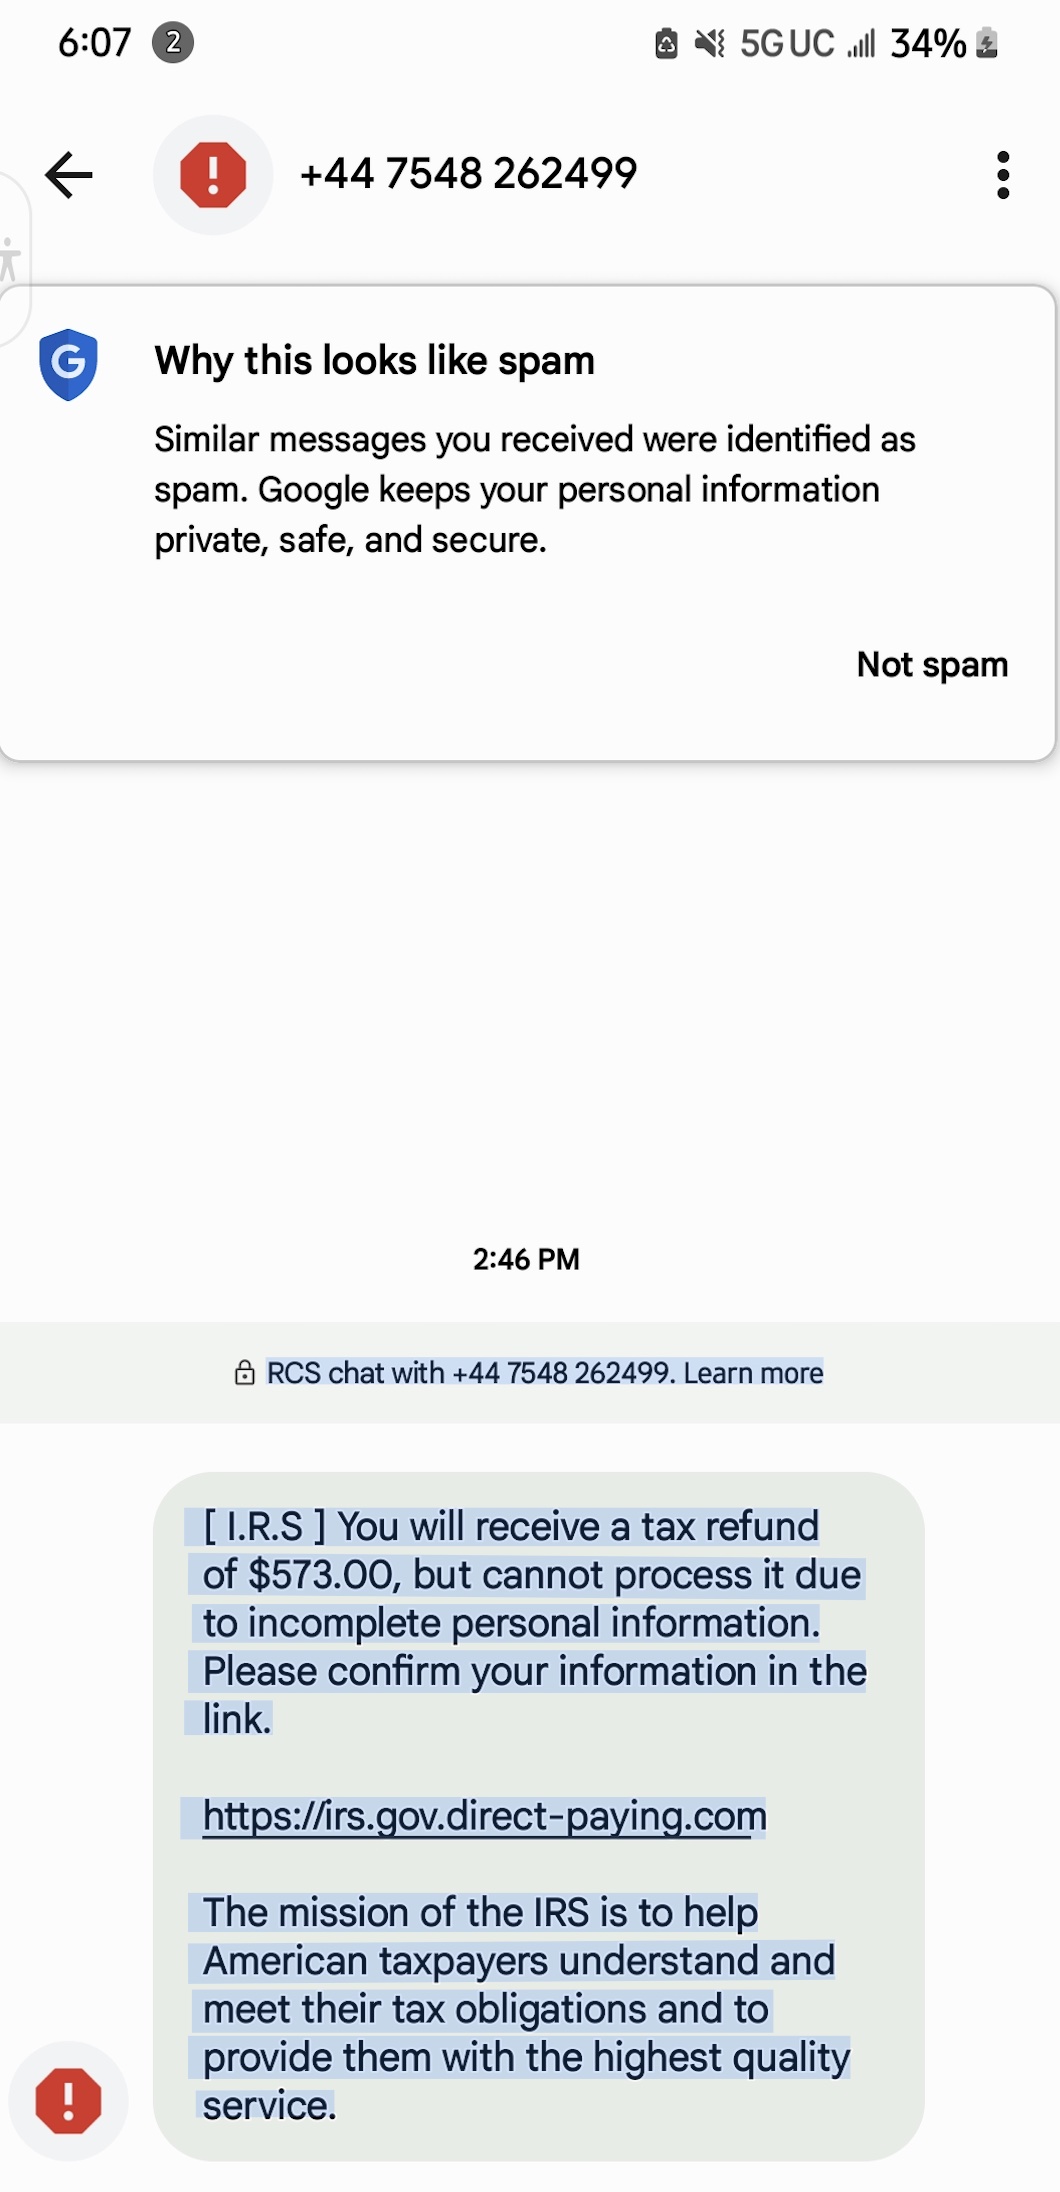 6:07 2 5G UC 34%
+44 7548 262499
G
Why this looks like spam
Similar messages you received were identified as
spam. Google keeps your personal information
private, safe, and secure.
Not spam
2:46 PM
RCS chat with +44 7548 262499. Learn more
[ I.R.S ] You will receive a tax refund
of $573.00, but cannot process it due
to incomplete personal information.
Please confirm your information in the
link.
https://irs.gov.direct-paying.com
The mission of the IRS is to help
American taxpayers understand and
meet their tax obligations and to
provide them with the highest quality
service.